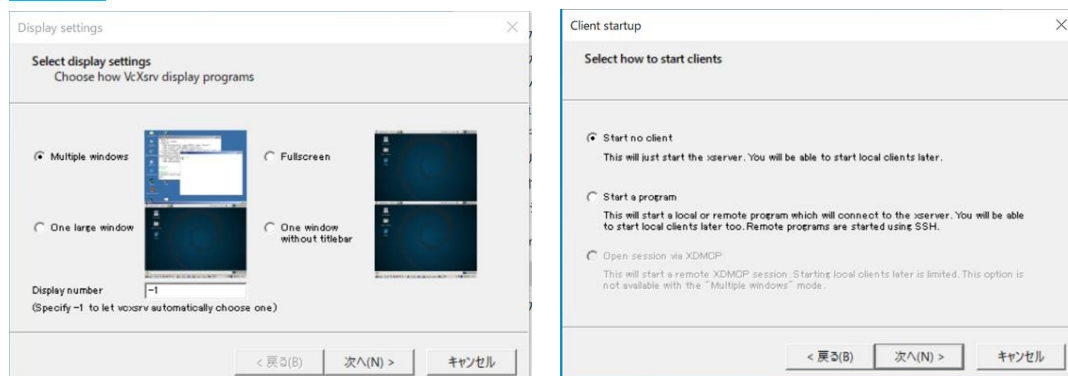 Display settings
Select display settings
Choose how VcXsrv display programs
Multiple windows
Fullscreen
One large window
One window
without titlebar
Display number
-1
(Specify -1 to let vcxsrv automatically choose one)
< 戻る(B)
次へ(N) >
キャンセル
Client startup
Select how to start clients
Start no client
This will just start the xserver. You will be able to start local clients later.
Start a program
This will start a local or remote program which will connect to the xserver. You will be able
to start local clients later too. Remote programs are started using SSH.
Open session via XDMCP
This will start a remote XDMCP session. Starting local clients later is limited. This option is
not available with the "Multiple windows" mode.
< 戻る(B)
次へ(N) >
キャンセル